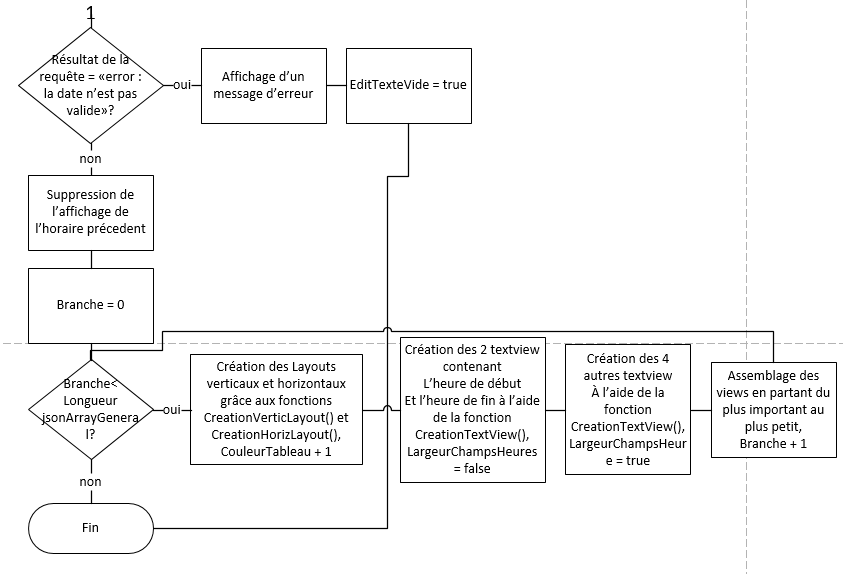 1
Résultat de la
requête = «error :
la date n'est pas
valide»?
oui
Affichage d'un
message d'erreur
EditTexteVide = true
non
Suppression de
l'affichage de
l'horaire précedent
Branche = 0
Branche<
Longueur
jsonArrayGenera
l?
oui
Création des Layouts
verticaux et horizontaux
grâce aux fonctions
CreationVerticLayout() et
CreationHorizLayout(),
CouleurTableau + 1
Création des 2 textview
contenant
L'heure de début
Et l'heure de fin à l'aide
de la fonction
CreationTextView(),
LargeurChampsHeures
= false
Création des 4
autres textview
À l'aide de la
fonction
CreationTextView(),
LargeurChampsHeur
e = true
Assemblage des
views en partant du
plus important au
plus petit,
Branche + 1
non
Fin